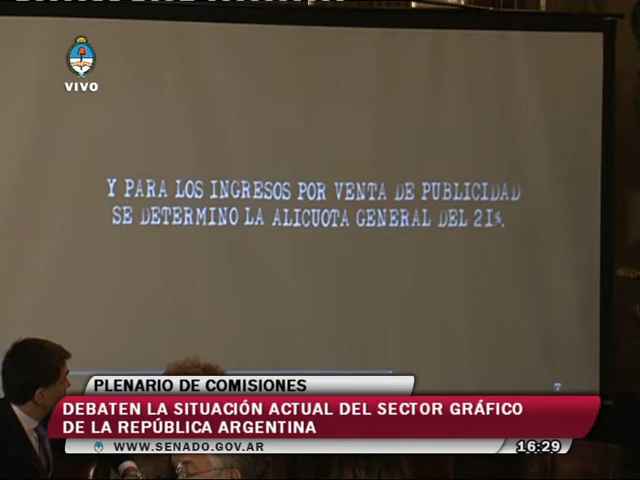 VIVO
Y PARA LOS INGRESOS POR VENTA DE PUBLICIDAD
SE DETERMINO LA ALICUOTA GENERAL DEL 21%.
PLENARIO DE COMISIONES
DEBATEN LA SITUACIÓN ACTUAL DEL SECTOR GRÁFICO
DE LA REPÚBLICA ARGENTINA
WWW.SENADO.GOV.AR
16:29